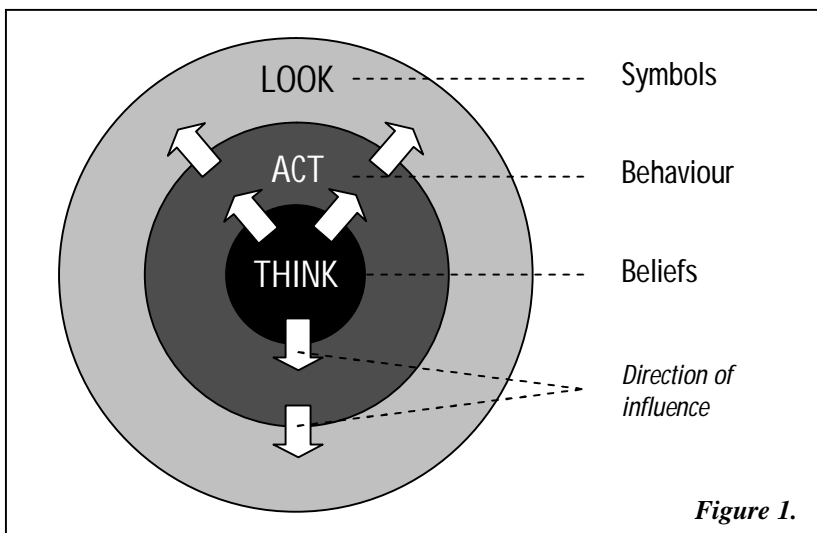 LOOK
Symbols
ACT
Behaviour
THINK
Beliefs
Direction of
influence
Figure 1.